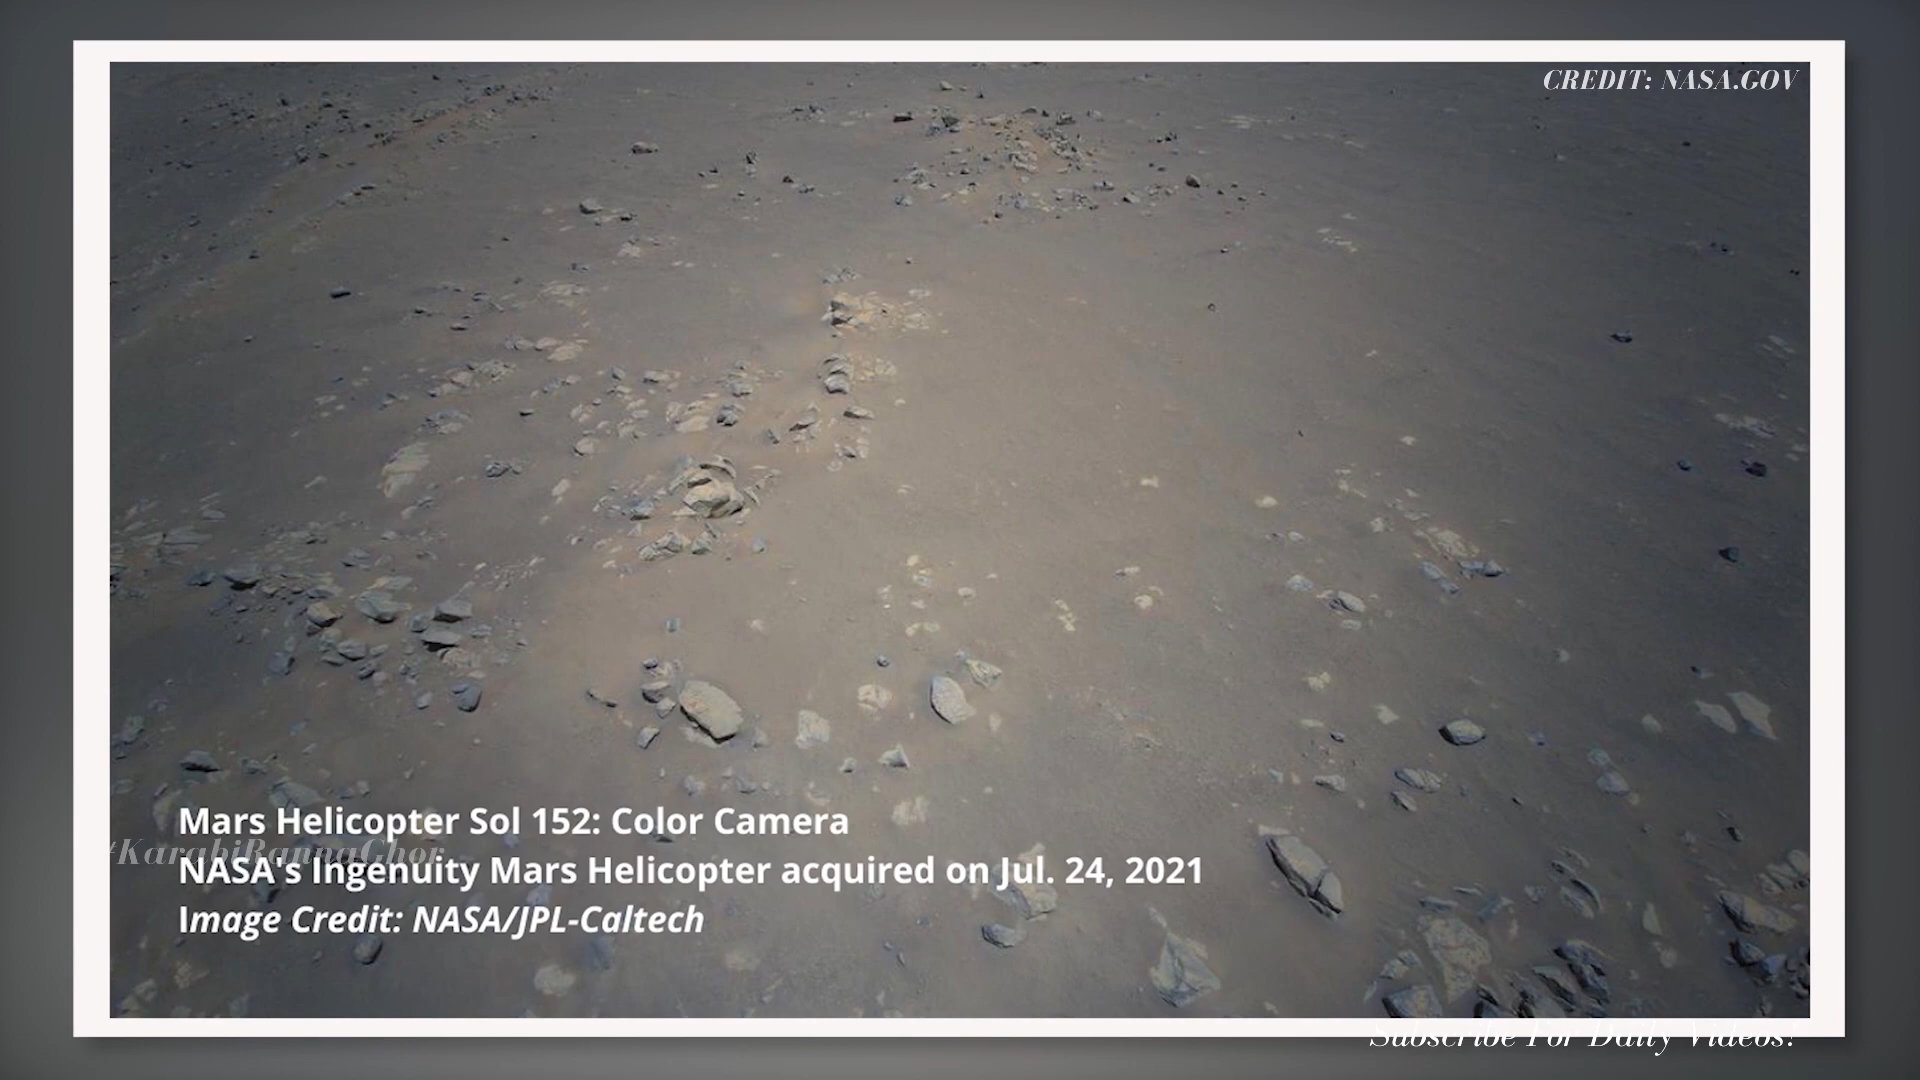 CREDIT: NASA.GOV
Mars Helicopter Sol 152: Color Camera
#KarabiRannaGhor
NASA's Ingenuity Mars Helicopter acquired on Jul. 24, 2021
Image Credit: NASA/JPL-Caltech
Subscribe For Daily Videos!